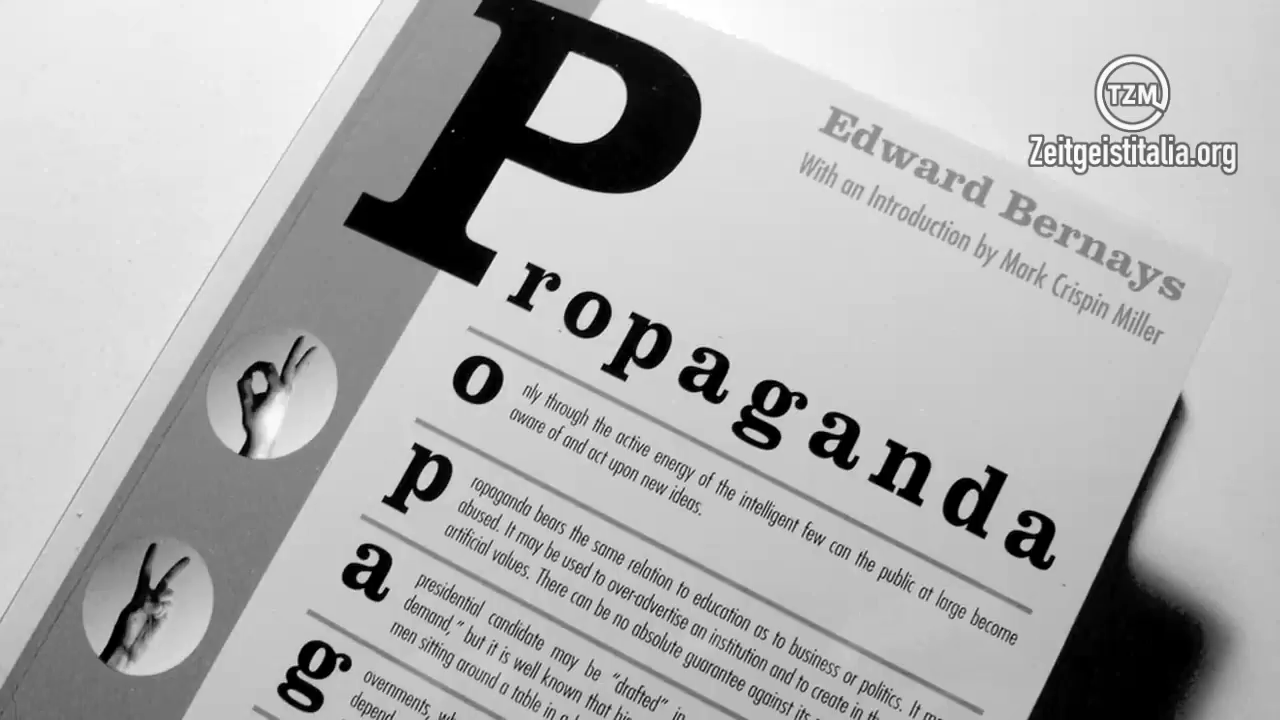 TZM
Zeitgeistitalia.org
Edward Bernays
With an Introduction by Mark Crispin Miller
Propaganda
only through the active energy of the intelligent few can the public at large become
aware of and act upon new ideas.
propaganda bears the same relation to education as to business or politics. It
abused. It may be used to over-advertise an institution and to create in the
artificial values. There can be no absolute guarantee against its
a presidential candidate may be "drafted" in
demand," but it is well known that
men sitting around a table in a
governments,
depend